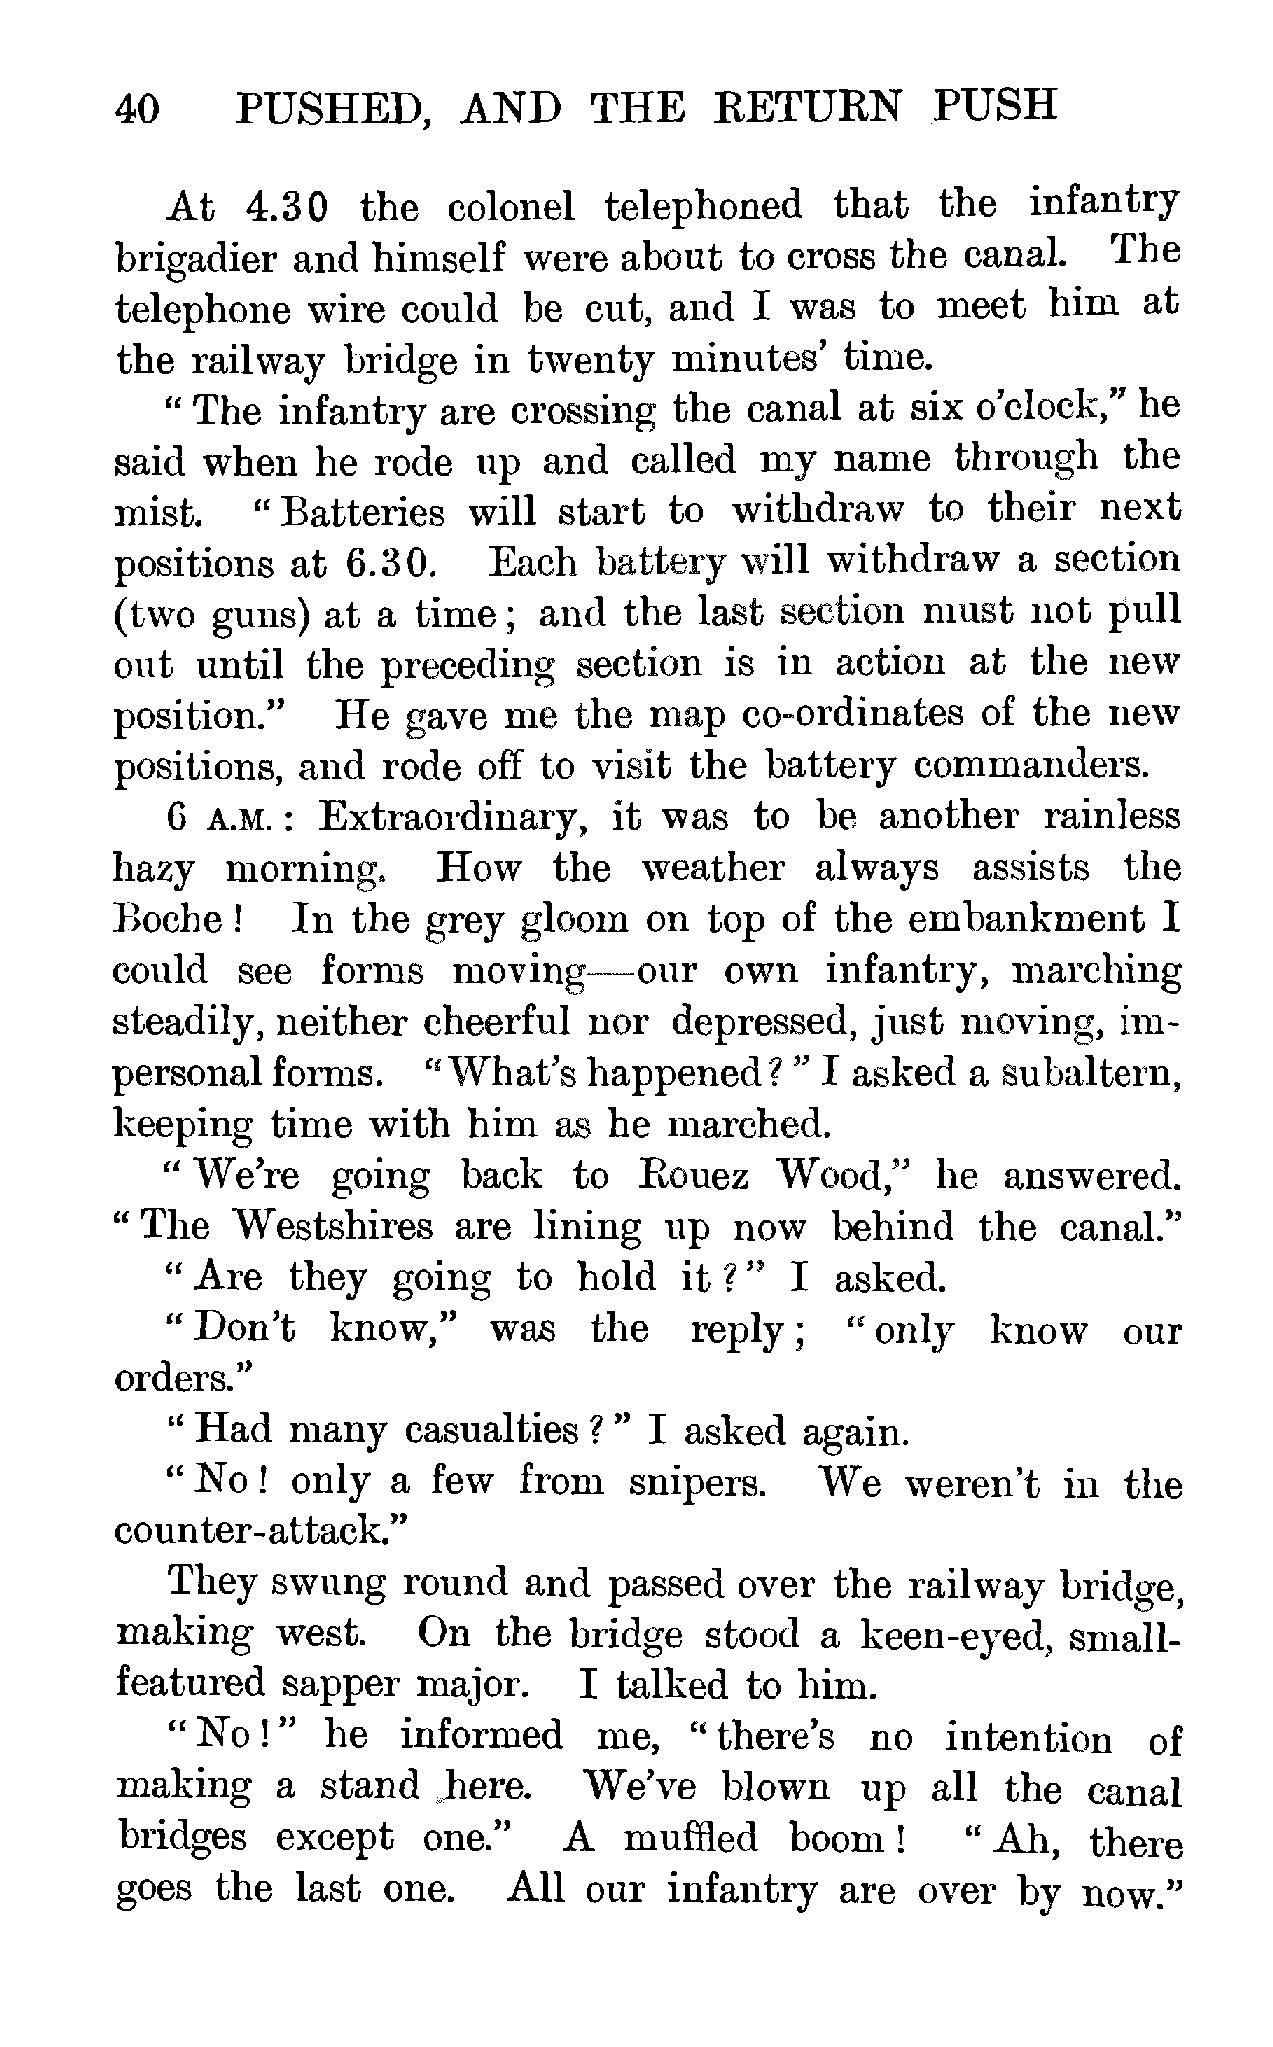 40 PUSHED, AND THE RETURN PUSH
At 4.30 the colonel telephoned that the infantry
brigadier and himself were about to cross the canal. The
telephone wire could be cut, and I was to meet him at
the railway bridge in twenty minutes' time.
"The infantry are crossing the canal at six o'clock," he
said when he rode up and called my name through the
mist. "Batteries will start to withdraw to their next
positions at 6.30. Each battery will withdraw a section
(two guns) at a time; and the last section must not pull
out until the preceding section is in action at the new
position." He gave me the map co-ordinates of the new
positions, and rode off to visit the battery commanders.
6 A.M.: Extraordinary, it was to be another rainless
hazy morning. How the weather always assists the
Boche! In the grey gloom on top of the embankment I
could see forms moving—our own infantry, marching
steadily, neither cheerful nor depressed, just moving, im-
personal forms. "What's happened?" I asked a subaltern,
keeping time with him as he marched.
"We're going back to Rouez Wood," he answered.
"The Westshires are lining up now behind the canal."
"Are they going to hold it?" I asked.
"Don't know," was the reply; "only know our
orders."
"Had many casualties?" I asked again.
"No! only a few from snipers. We weren't in the
counter-attack."
They swung round and passed over the railway bridge,
making west. On the bridge stood a keen-eyed, small-
featured sapper major. I talked to him.
"No!" he informed me, "there's no intention of
making a stand here. We've blown up all the canal
bridges except one." A muffled boom! "Ah, there
goes the last one. All our infantry are over by now."